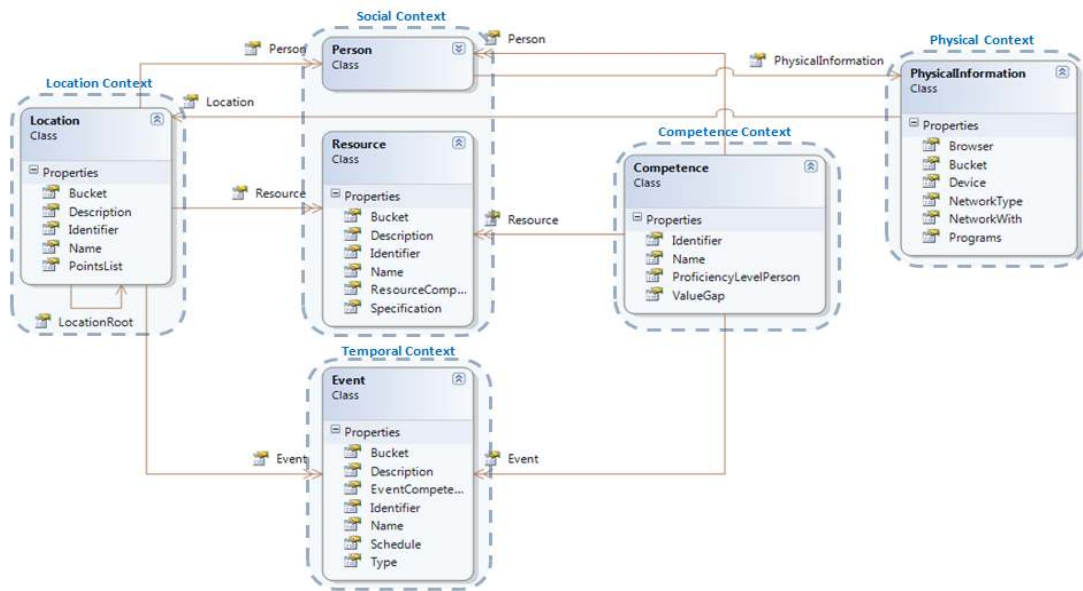 Social Context
Person
Person
Class
Person
PhysicalInformation
Physical Context
PhysicalInformation
Class
Properties
Browser
Bucket
Device
NetworkType
NetworkWith
Programs
Location Context
Location
Class
Properties
Bucket
Description
Identifier
Name
PointsList
Location
LocationRoot
Resource
Resource
Class
Properties
Bucket
Description
Identifier
Name
ResourceComp...
Specification
Resource
Competence Context
Competence
Class
Properties
Identifier
Name
ProficiencyLevelPerson
ValueGap
Temporal Context
Event
Class
Properties
Bucket
Description
EventCompete...
Identifier
Name
Schedule
Type
Event
Event